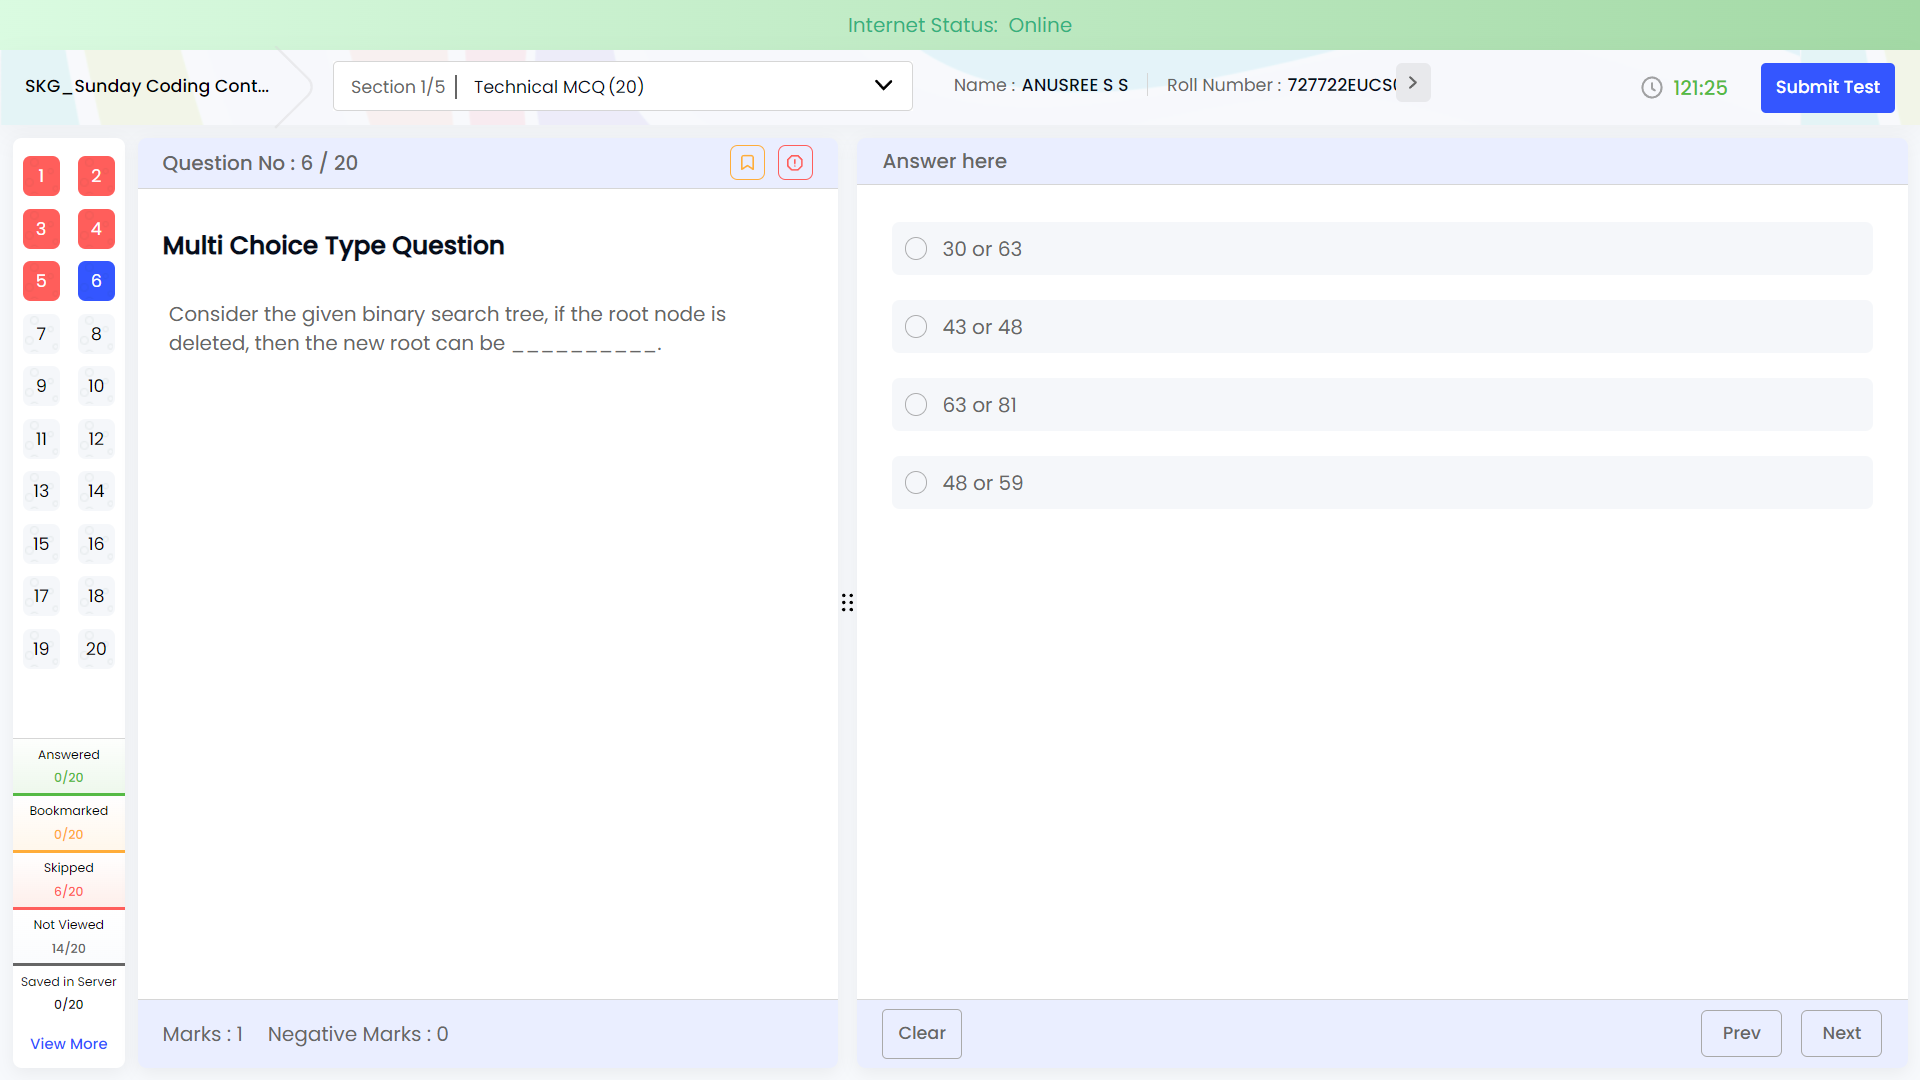 Internet Status: Online
SKG_Sunday Coding Cont...
Section 1/5 | Technical MCQ (20)
Name : ANUSREE S S
Roll Number : 727722EUCS
121:25
Submit Test
1 2
3 4
5 6
7 8
9 10
11 12
13 14
15 16
17 18
19 20
Answered
0/20
Bookmarked
0/20
Skipped
6/20
Not Viewed
14/20
Saved in Server
0/20
View More
Question No : 6 / 20
Multi Choice Type Question
Consider the given binary search tree, if the root node is
deleted, then the new root can be __________.
Marks : 1 Negative Marks : 0
Answer here
30 or 63
43 or 48
63 or 81
48 or 59
Clear
Prev
Next